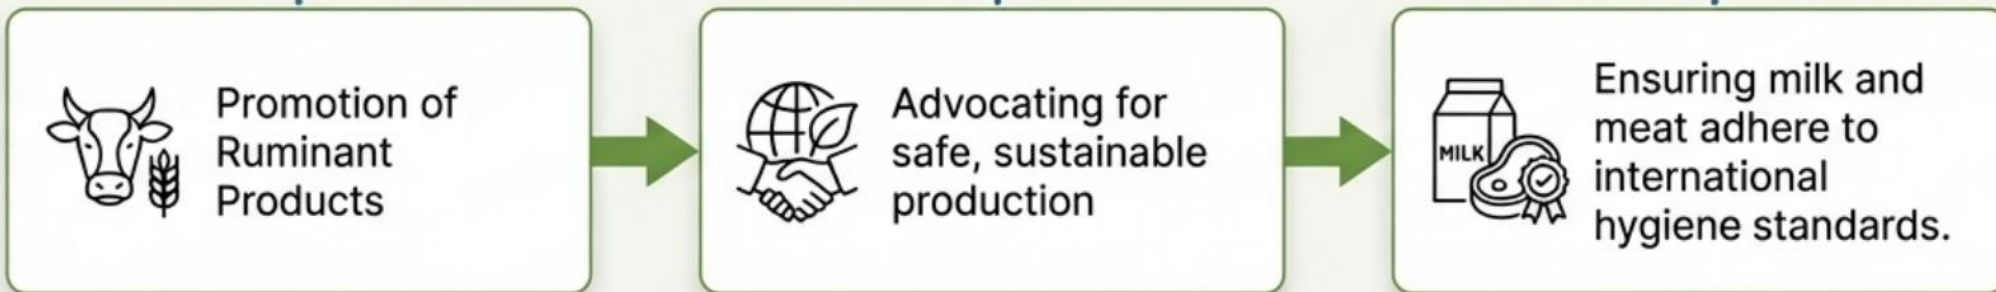 Promotion of
Ruminant
Products
Advocating for
safe, sustainable
production
MILK
Ensuring milk and
meat adhere to
international
hygiene standards.